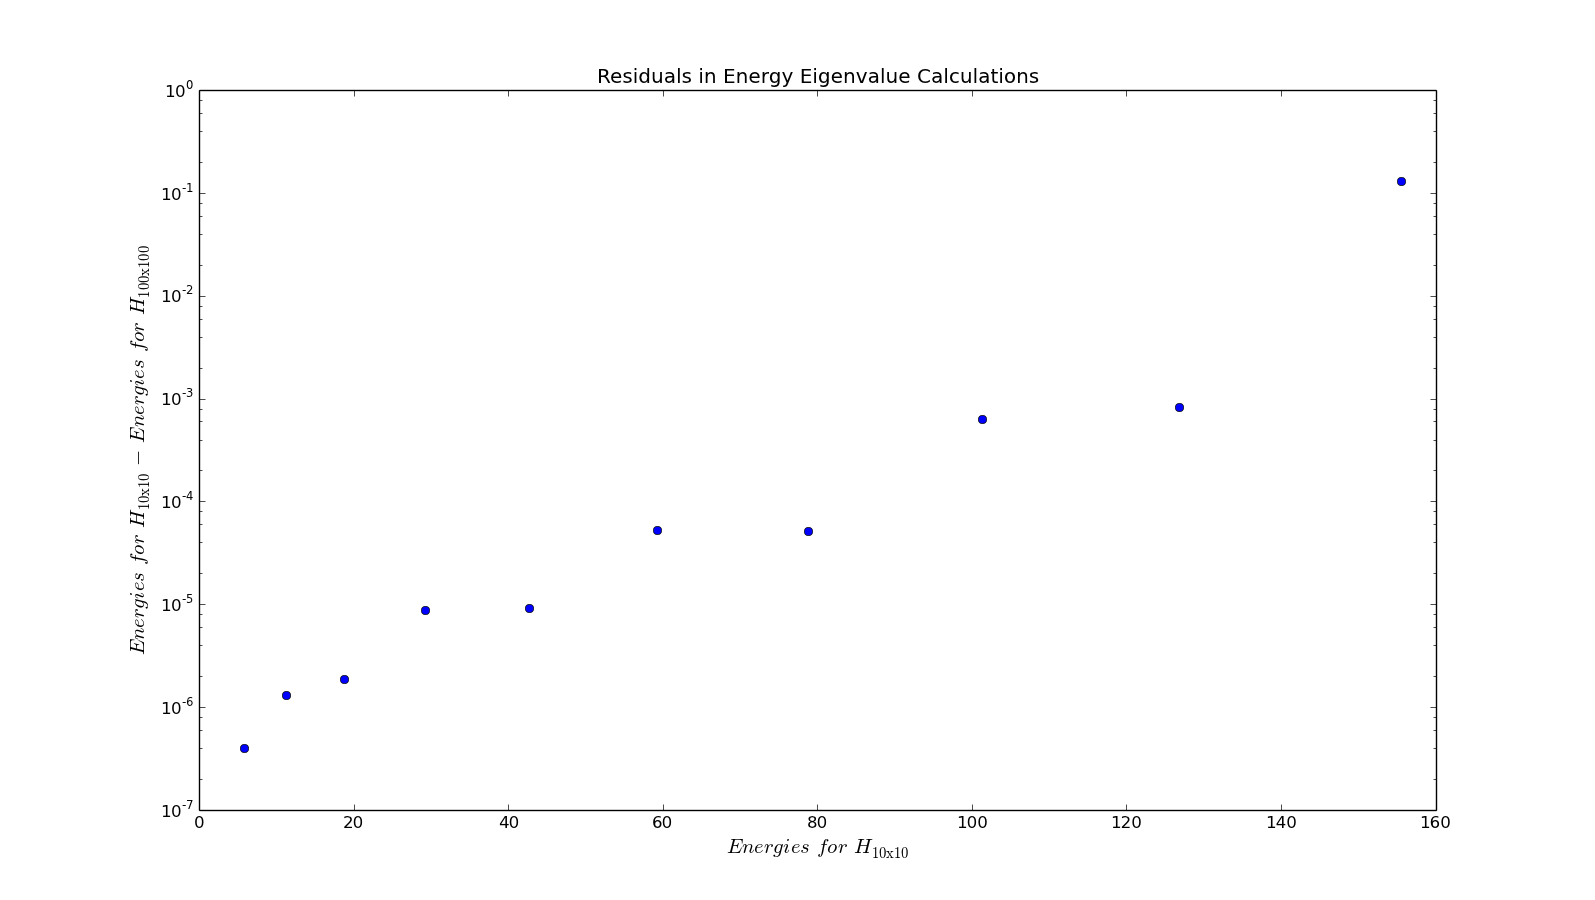 Residuals in Energy Eigenvalue Calculations
10^0
10^-1
10^-2
10^-3
10^-4
10^-5
10^-6
10^-7
Energies for H_10x10 − Energies for H_100x100
0 20 40 60 80 100 120 140 160
Energies for H_10x10